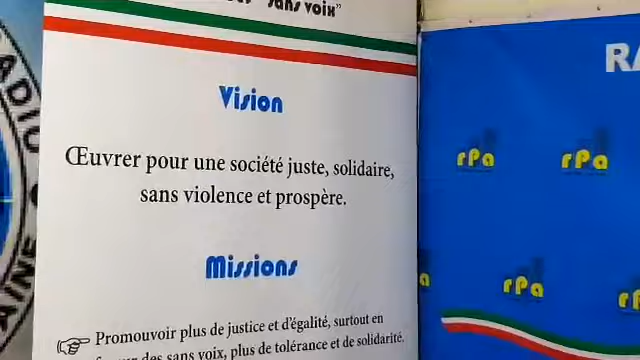 sans voix"
Vision
Œuvrer pour une société juste, solidaire,
sans violence et prospère.
Missions
Promouvoir plus de justice et d'égalité, surtout en
des sans voix, plus de tolérance et de solidarité.
RA
rPa
rPa
rPa